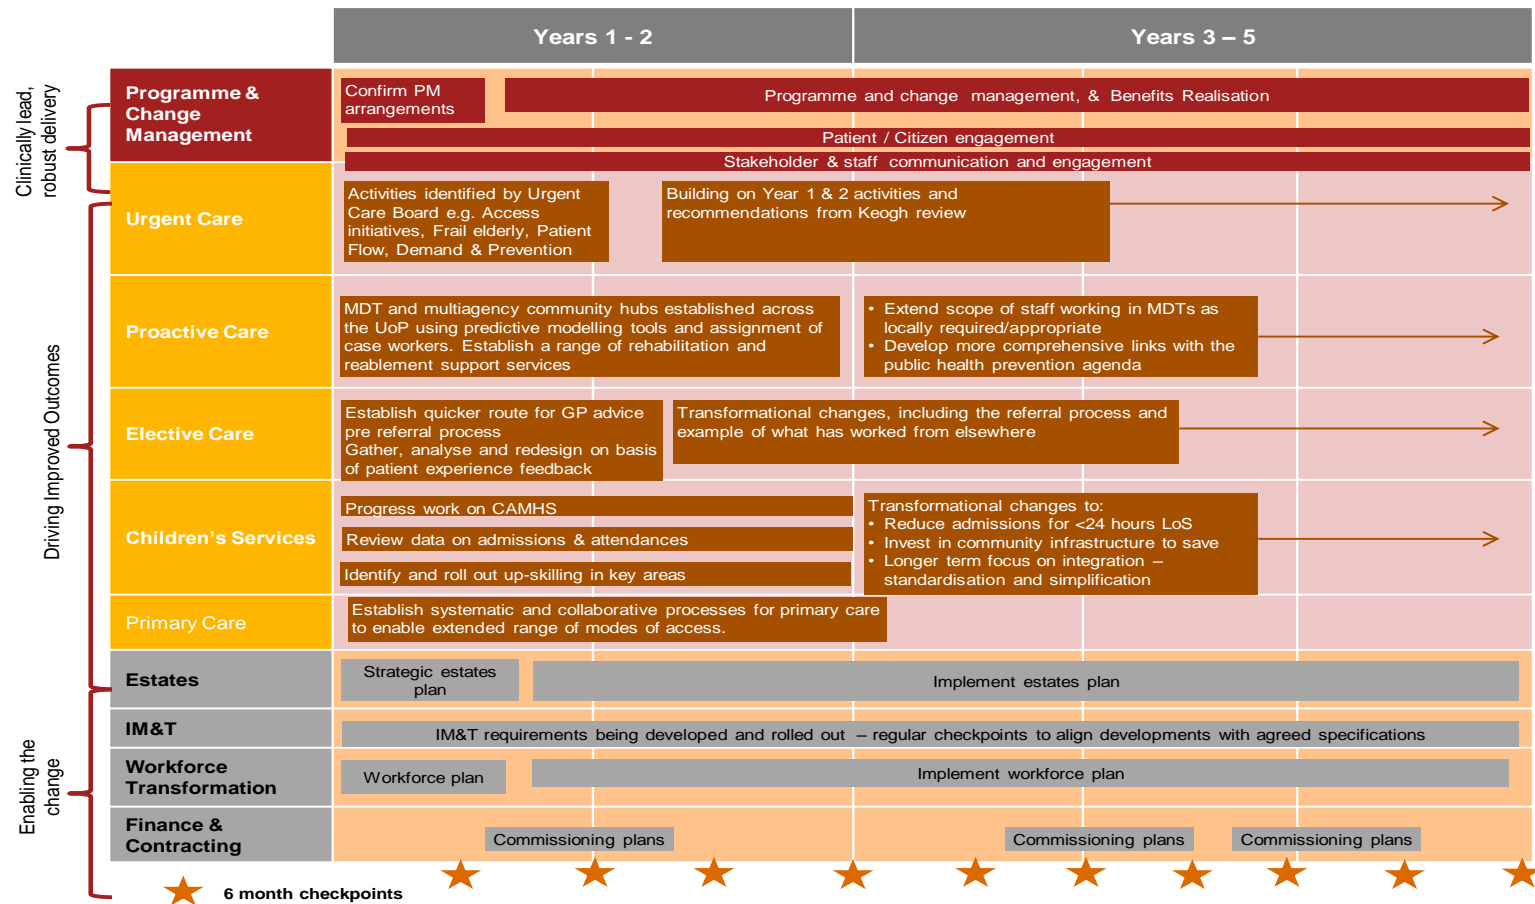 Years 1 - 2
Years 3 – 5
Clinically lead,
robust delivery
Programme &
Change
Management
Confirm PM
arrangements
Programme and change management, & Benefits Realisation
Patient / Citizen engagement
Stakeholder & staff communication and engagement
Driving Improved Outcomes
Urgent Care
Activities identified by Urgent
Care Board e.g. Access
initiatives, Frail elderly, Patient
Flow, Demand & Prevention
Building on Year 1 & 2 activities and
recommendations from Keogh review
Proactive Care
MDT and multiagency community hubs established across
the UoP using predictive modelling tools and assignment of
case workers. Establish a range of rehabilitation and
reablement support services
• Extend scope of staff working in MDTs as
locally required/appropriate
• Develop more comprehensive links with the
public health prevention agenda
Elective Care
Establish quicker route for GP advice
pre referral process
Gather, analyse and redesign on basis
of patient experience feedback
Transformational changes, including the referral process and
example of what has worked from elsewhere
Children's Services
Progress work on CAMHS
Review data on admissions & attendances
Identify and roll out up-skilling in key areas
Transformational changes to:
• Reduce admissions for <24 hours LoS
• Invest in community infrastructure to save
• Longer term focus on integration –
standardisation and simplification
Primary Care
Establish systematic and collaborative processes for primary care
to enable extended range of modes of access.
Enabling the
change
Estates
Strategic estates
plan
Implement estates plan
IM&T
IM&T requirements being developed and rolled out – regular checkpoints to align developments with agreed specifications
Workforce
Transformation
Workforce plan
Implement workforce plan
Finance &
Contracting
Commissioning plans
Commissioning plans
Commissioning plans
6 month checkpoints